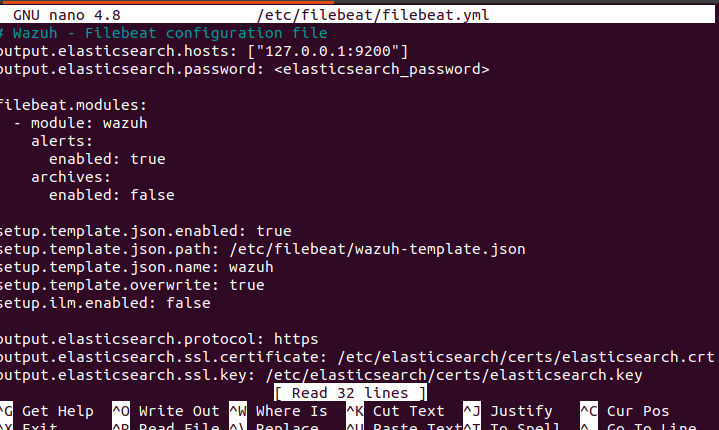 GNU nano 4.8 /etc/filebeat/filebeat.yml
# Wazuh - Filebeat configuration file
output.elasticsearch.hosts: ["127.0.0.1:9200"]
output.elasticsearch.password: <elasticsearch_password>
filebeat.modules:
- module: wazuh
alerts:
enabled: true
archives:
enabled: false
setup.template.json.enabled: true
setup.template.json.path: /etc/filebeat/wazuh-template.json
setup.template.json.name: wazuh
setup.template.overwrite: true
setup.ilm.enabled: false
output.elasticsearch.protocol: https
output.elasticsearch.ssl.certificate: /etc/elasticsearch/certs/elasticsearch.crt
output.elasticsearch.ssl.key: /etc/elasticsearch/certs/elasticsearch.key
[ Read 32 lines ]
^G Get Help ^O Write Out ^W Where Is ^K Cut Text ^J Justify ^C Cur Pos
^X Exit ^R Read File ^\ Replace ^U Paste Text ^T To Spell ^_ Go To Line